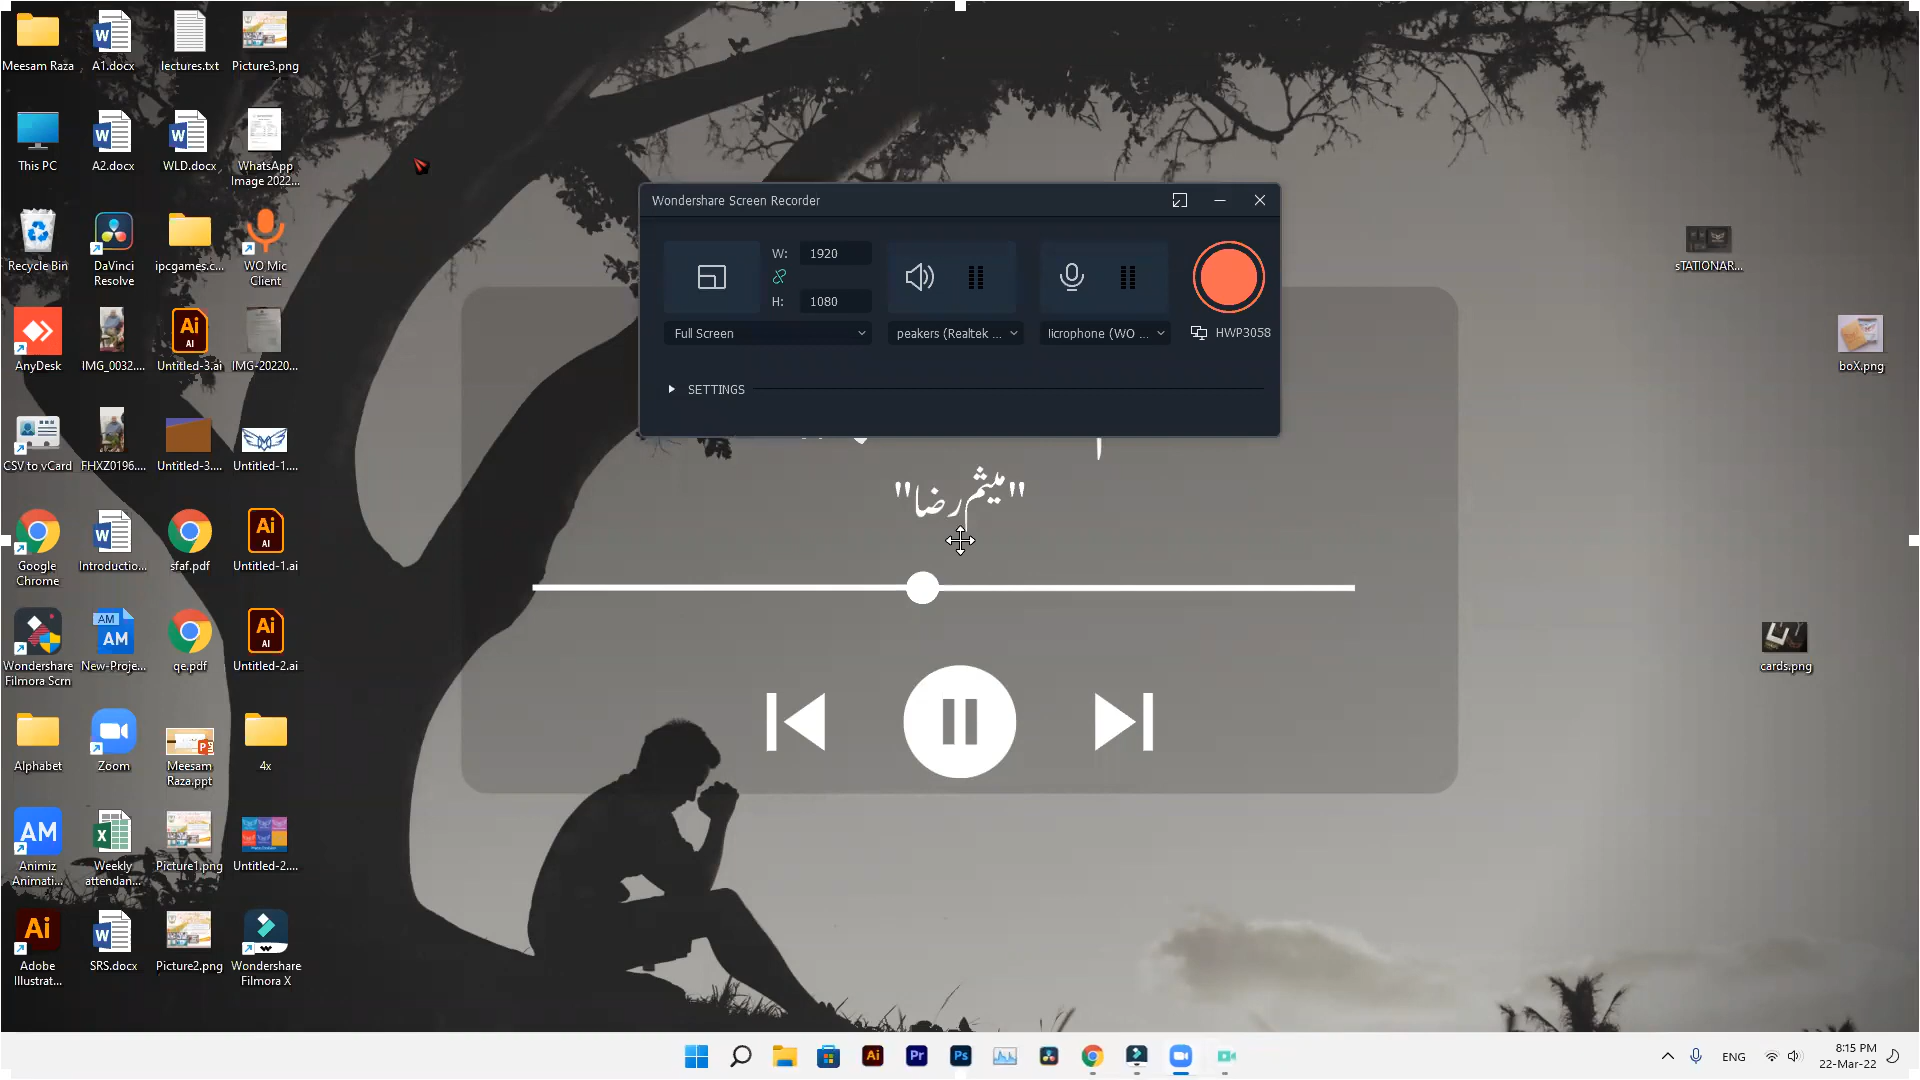 Meesam Raza
A1.docx
lectures.txt
Picture3.png
This PC
A2.docx
WLD.docx
WhatsApp
Image 2022...
Recycle Bin
DaVinci
Resolve
ipcgames.c...
WO Mic
Client
AnyDesk
IMG_0032....
Untitled-3.ai
IMG-20220...
CSV to vCard
FHXZ0196....
Untitled-3....
Untitled-1....
Google
Chrome
Introductio...
sfaf.pdf
Untitled-1.ai
Wondershare
Filmora Scrn
New-Proje...
qe.pdf
Untitled-2.ai
Alphabet
Zoom
Meesam
Raza.ppt
4x
Animiz
Animati...
Weekly
attendan...
Picture1.png
Untitled-2....
Adobe
Illustrat...
SRS.docx
Picture2.png
Wondershare
Filmora X
Wondershare Screen Recorder
W: 1920
H: 1080
Full Screen
peakers (Realtek ...
licrophone (WO ...
HWP3058
SETTINGS
"میثم رضا"
sTATIONAR...
boX.png
cards.png
ENG
8:15 PM
22-Mar-22